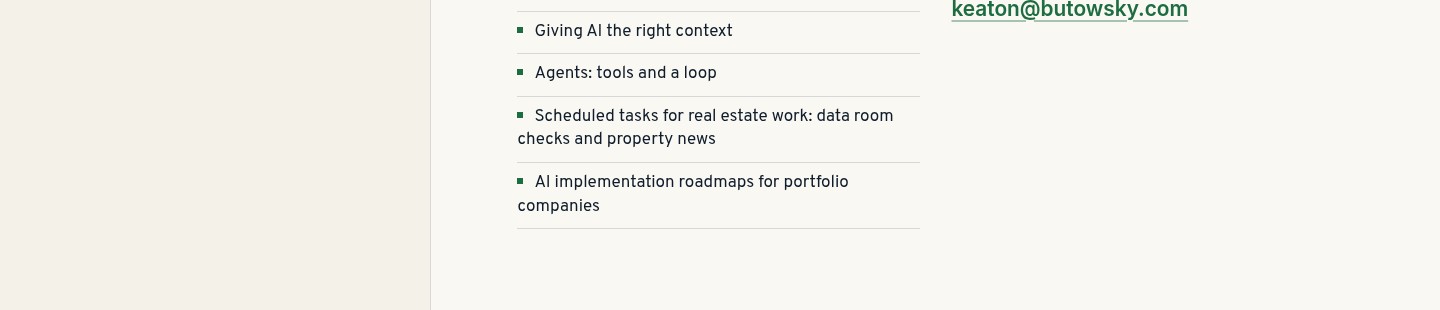 keaton@butowsky.com
Giving AI the right context
Agents: tools and a loop
Scheduled tasks for real estate work: data room
checks and property news
AI implementation roadmaps for portfolio
companies